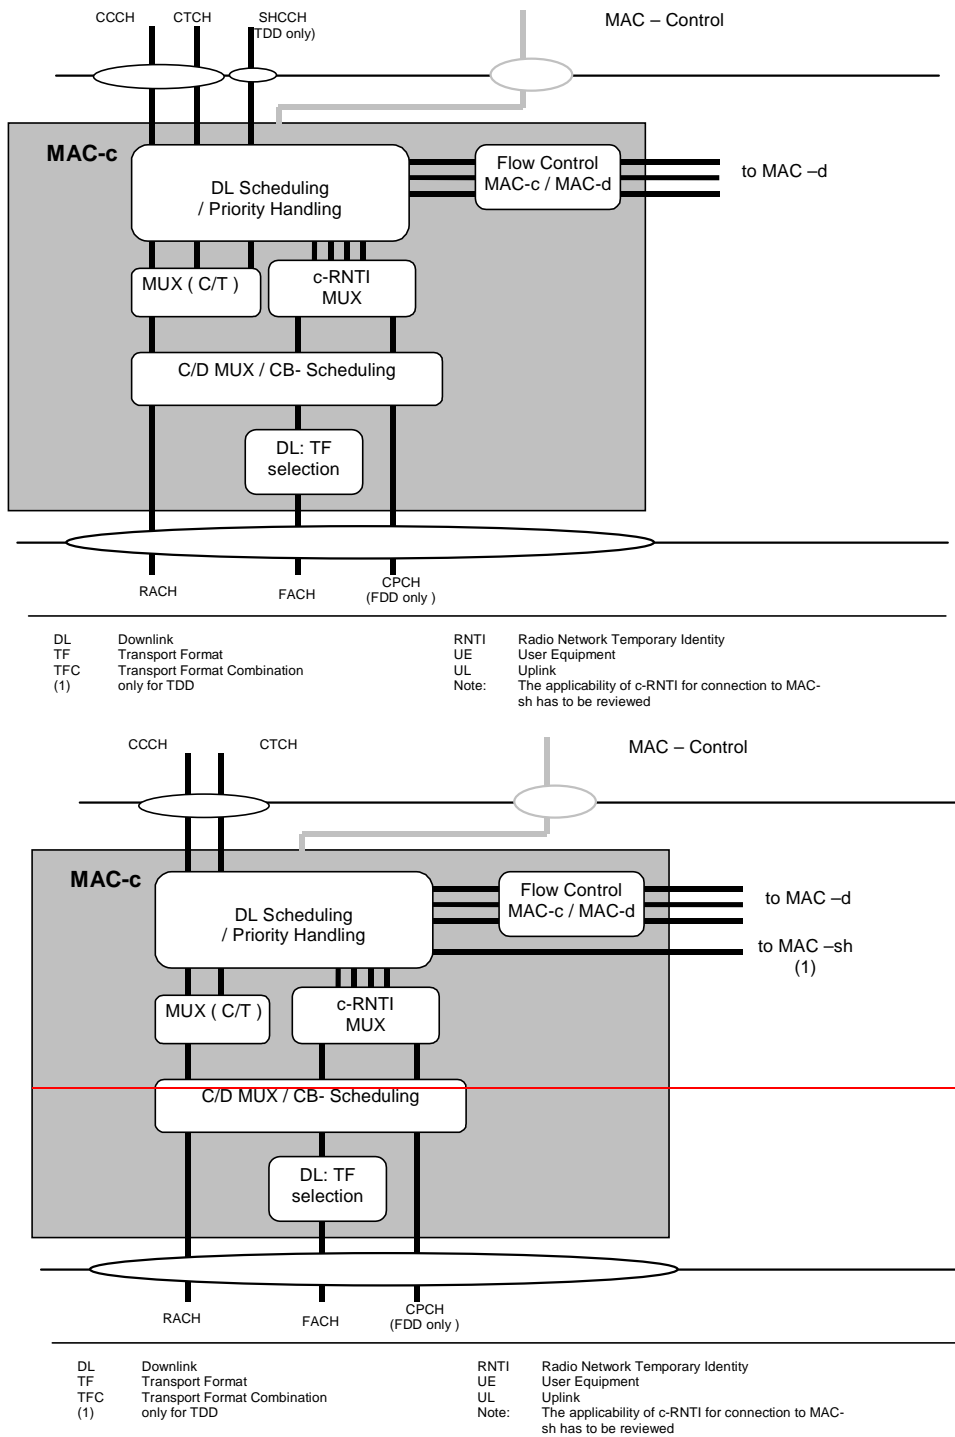 CCCH CTCH SHCCH MAC – Control
(TDD only)
MAC-c
Flow Control
MAC-c / MAC-d
to MAC –d
DL Scheduling
/ Priority Handling
MUX ( C/T )
c-RNTI
MUX
C/D MUX / CB- Scheduling
DL: TF
selection
RACH FACH CPCH
(FDD only )
DL Downlink RNTI Radio Network Temporary Identity
TF Transport Format UE User Equipment
TFC Transport Format Combination UL Uplink
(1) only for TDD Note: The applicability of c-RNTI for connection to MAC-
sh has to be reviewed
CCCH CTCH MAC – Control
MAC-c
Flow Control
MAC-c / MAC-d
to MAC –d
DL Scheduling
/ Priority Handling
to MAC –sh
(1)
MUX ( C/T )
c-RNTI
MUX
C/D MUX / CB- Scheduling
DL: TF
selection
RACH FACH CPCH
(FDD only )
DL Downlink RNTI Radio Network Temporary Identity
TF Transport Format UE User Equipment
TFC Transport Format Combination UL Uplink
(1) only for TDD Note: The applicability of c-RNTI for connection to MAC-
sh has to be reviewed